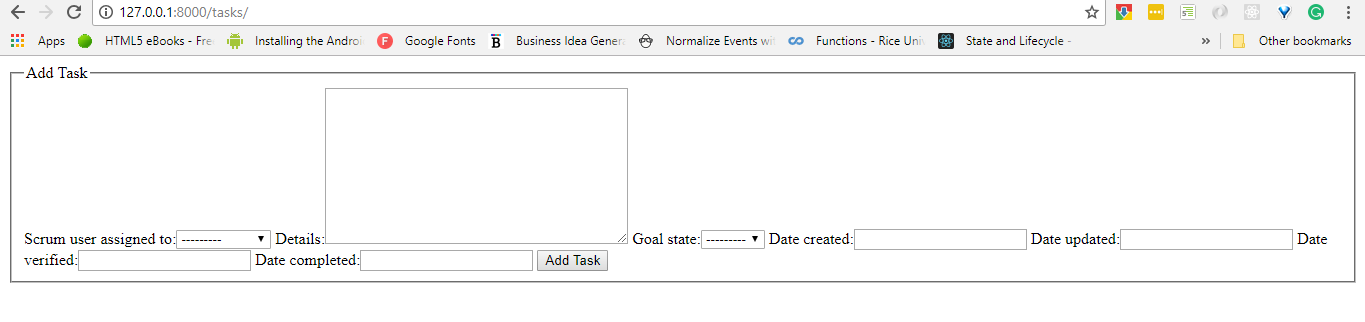 127.0.0.1:8000/tasks/
Apps HTML5 eBooks - Fre Installing the Androi Google Fonts Business Idea Genera Normalize Events wit Functions - Rice Uni State and Lifecycle - » Other bookmarks
Add Task
Scrum user assigned to: --------- Details: Goal state: --------- Date created: Date updated: Date
verified: Date completed: Add Task